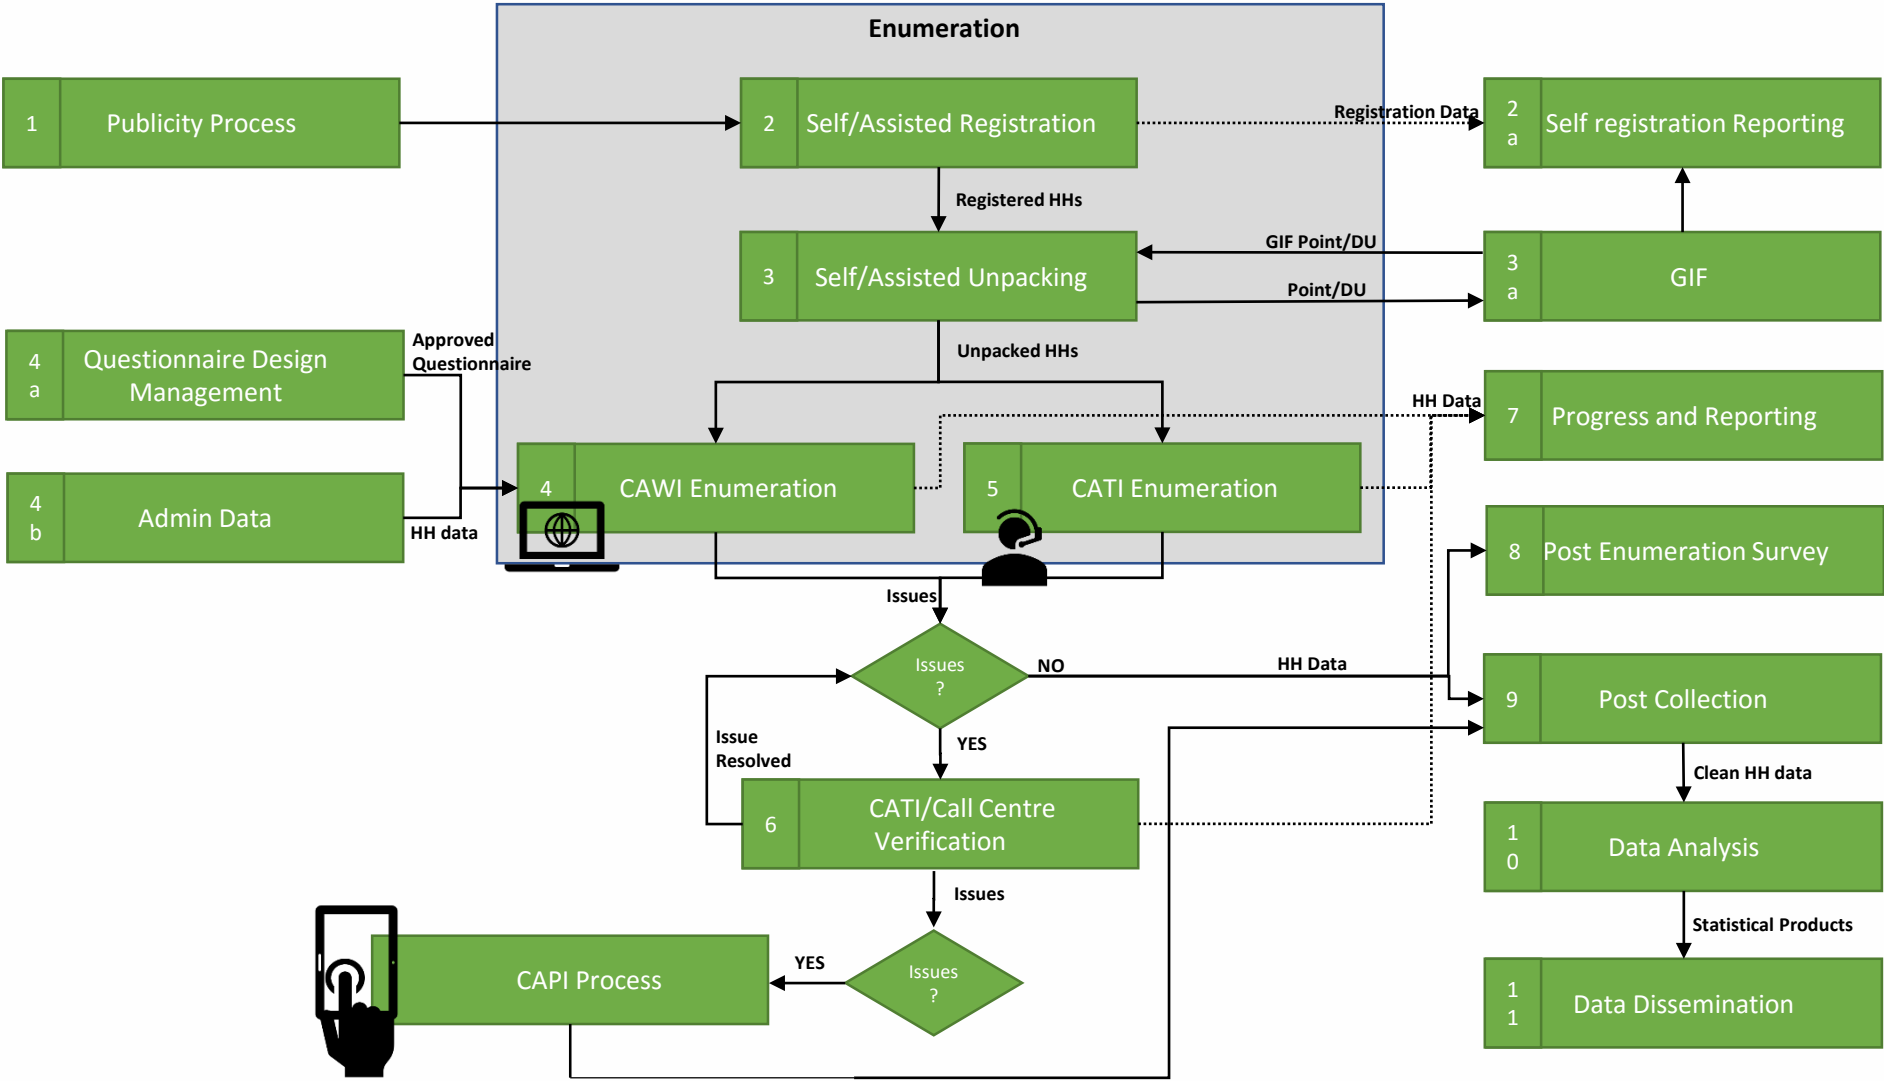 Enumeration
1
Publicity Process
2
Self/Assisted Registration
Registration Data
2
a
Self registration Reporting
Registered HHs
3
Self/Assisted Unpacking
GIF Point/DU
Point/DU
3
a
GIF
4
a
Questionnaire Design
Management
Approved
Questionnaire
Unpacked HHs
HH Data
7
Progress and Reporting
4
b
Admin Data
HH data
4
CAWI Enumeration
5
CATI Enumeration
8
Post Enumeration Survey
Issues
Issues
?
NO
HH Data
9
Post Collection
Issue
Resolved
YES
Clean HH data
6
CATI/Call Centre
Verification
1
0
Data Analysis
Issues
Statistical Products
CAPI Process
YES
Issues
?
1
1
Data Dissemination